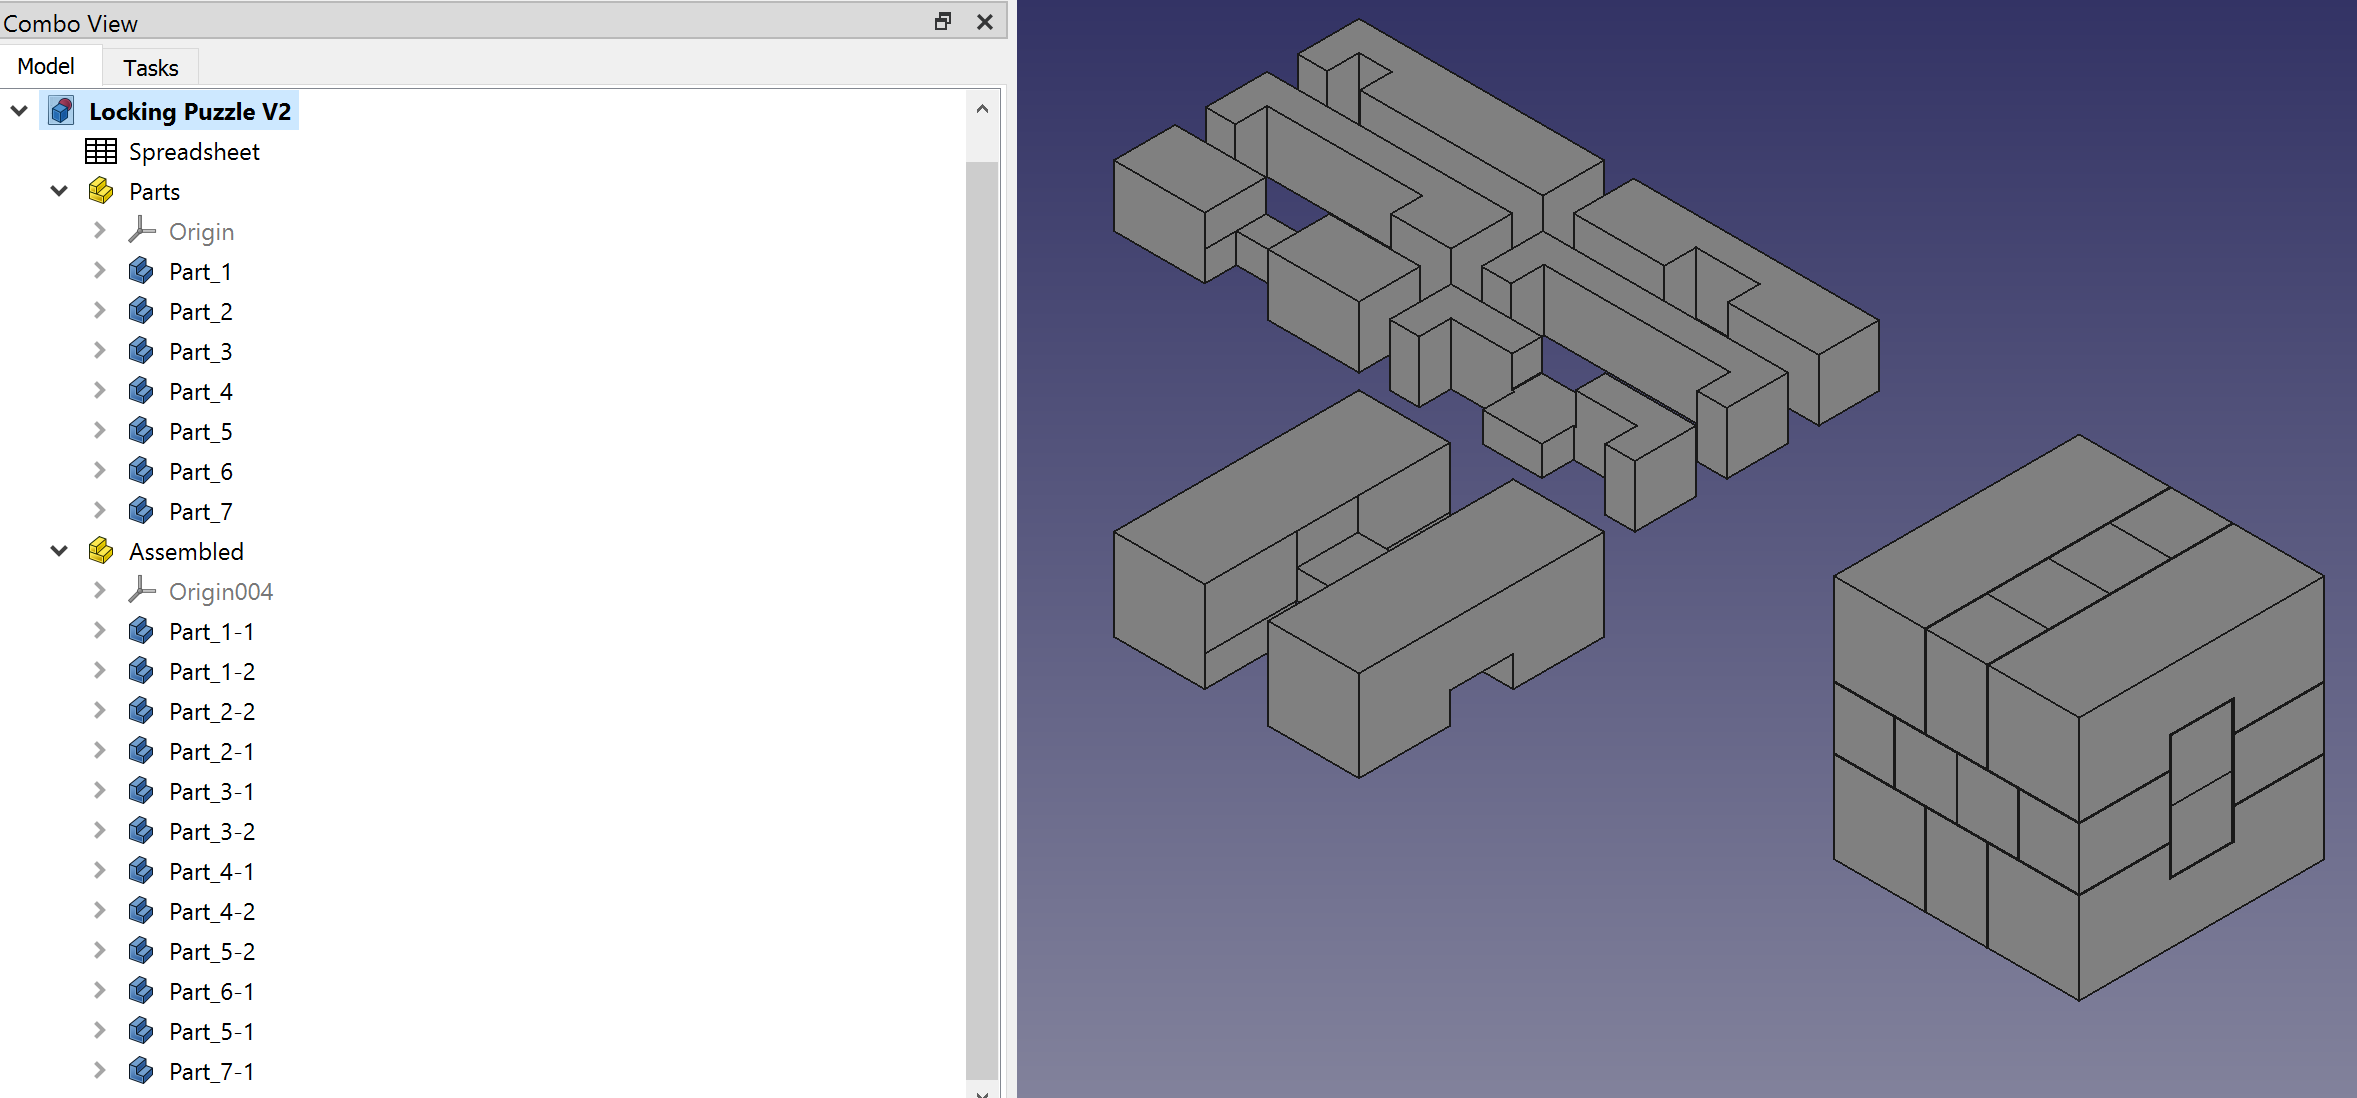 Combo View
Model
Tasks
Locking Puzzle V2
Spreadsheet
Parts
Origin
Part_1
Part_2
Part_3
Part_4
Part_5
Part_6
Part_7
Assembled
Origin004
Part_1-1
Part_1-2
Part_2-2
Part_2-1
Part_3-1
Part_3-2
Part_4-1
Part_4-2
Part_5-2
Part_6-1
Part_5-1
Part_7-1